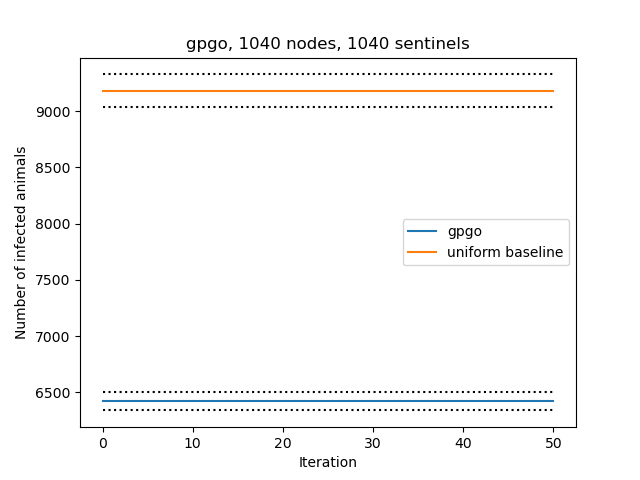 gpgo, 1040 nodes, 1040 sentinels
Number of infected animals
9000
8500
8000
7500
7000
6500
gpgo
uniform baseline
0 10 20 30 40 50
Iteration